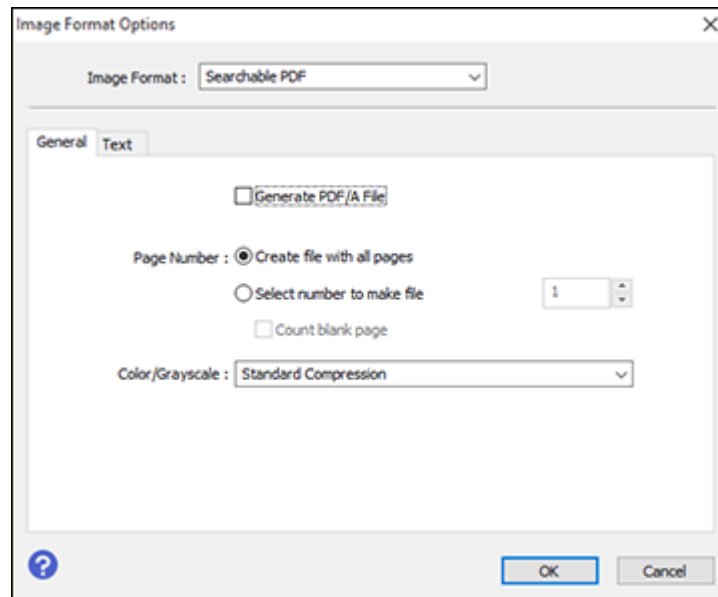 Image Format Options
Image Format : Searchable PDF
General Text
Generate PDF/A File
Page Number : Create file with all pages
Select number to make file 1
Count blank page
Color/Grayscale : Standard Compression
? OK Cancel